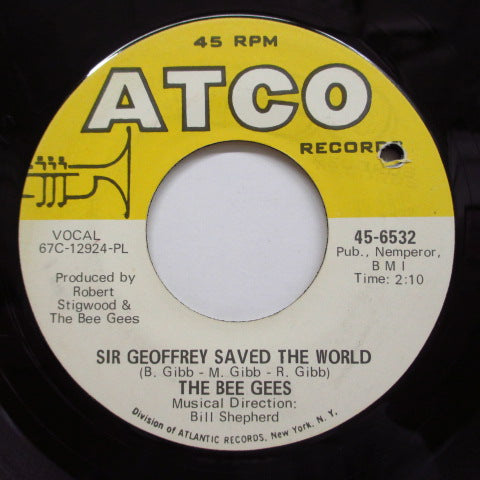 45 RPM
ATCO
RECORDS
VOCAL
67C-12924-PL
Produced by
Robert
Stigwood &
The Bee Gees
45-6532
Pub., Nemperor,
B M I
Time: 2:10
SIR GEOFFREY SAVED THE WORLD
(B. Gibb - M. Gibb - R. Gibb)
THE BEE GEES
Musical Direction:
Bill Shepherd
Division of ATLANTIC RECORDS, New York, N. Y.